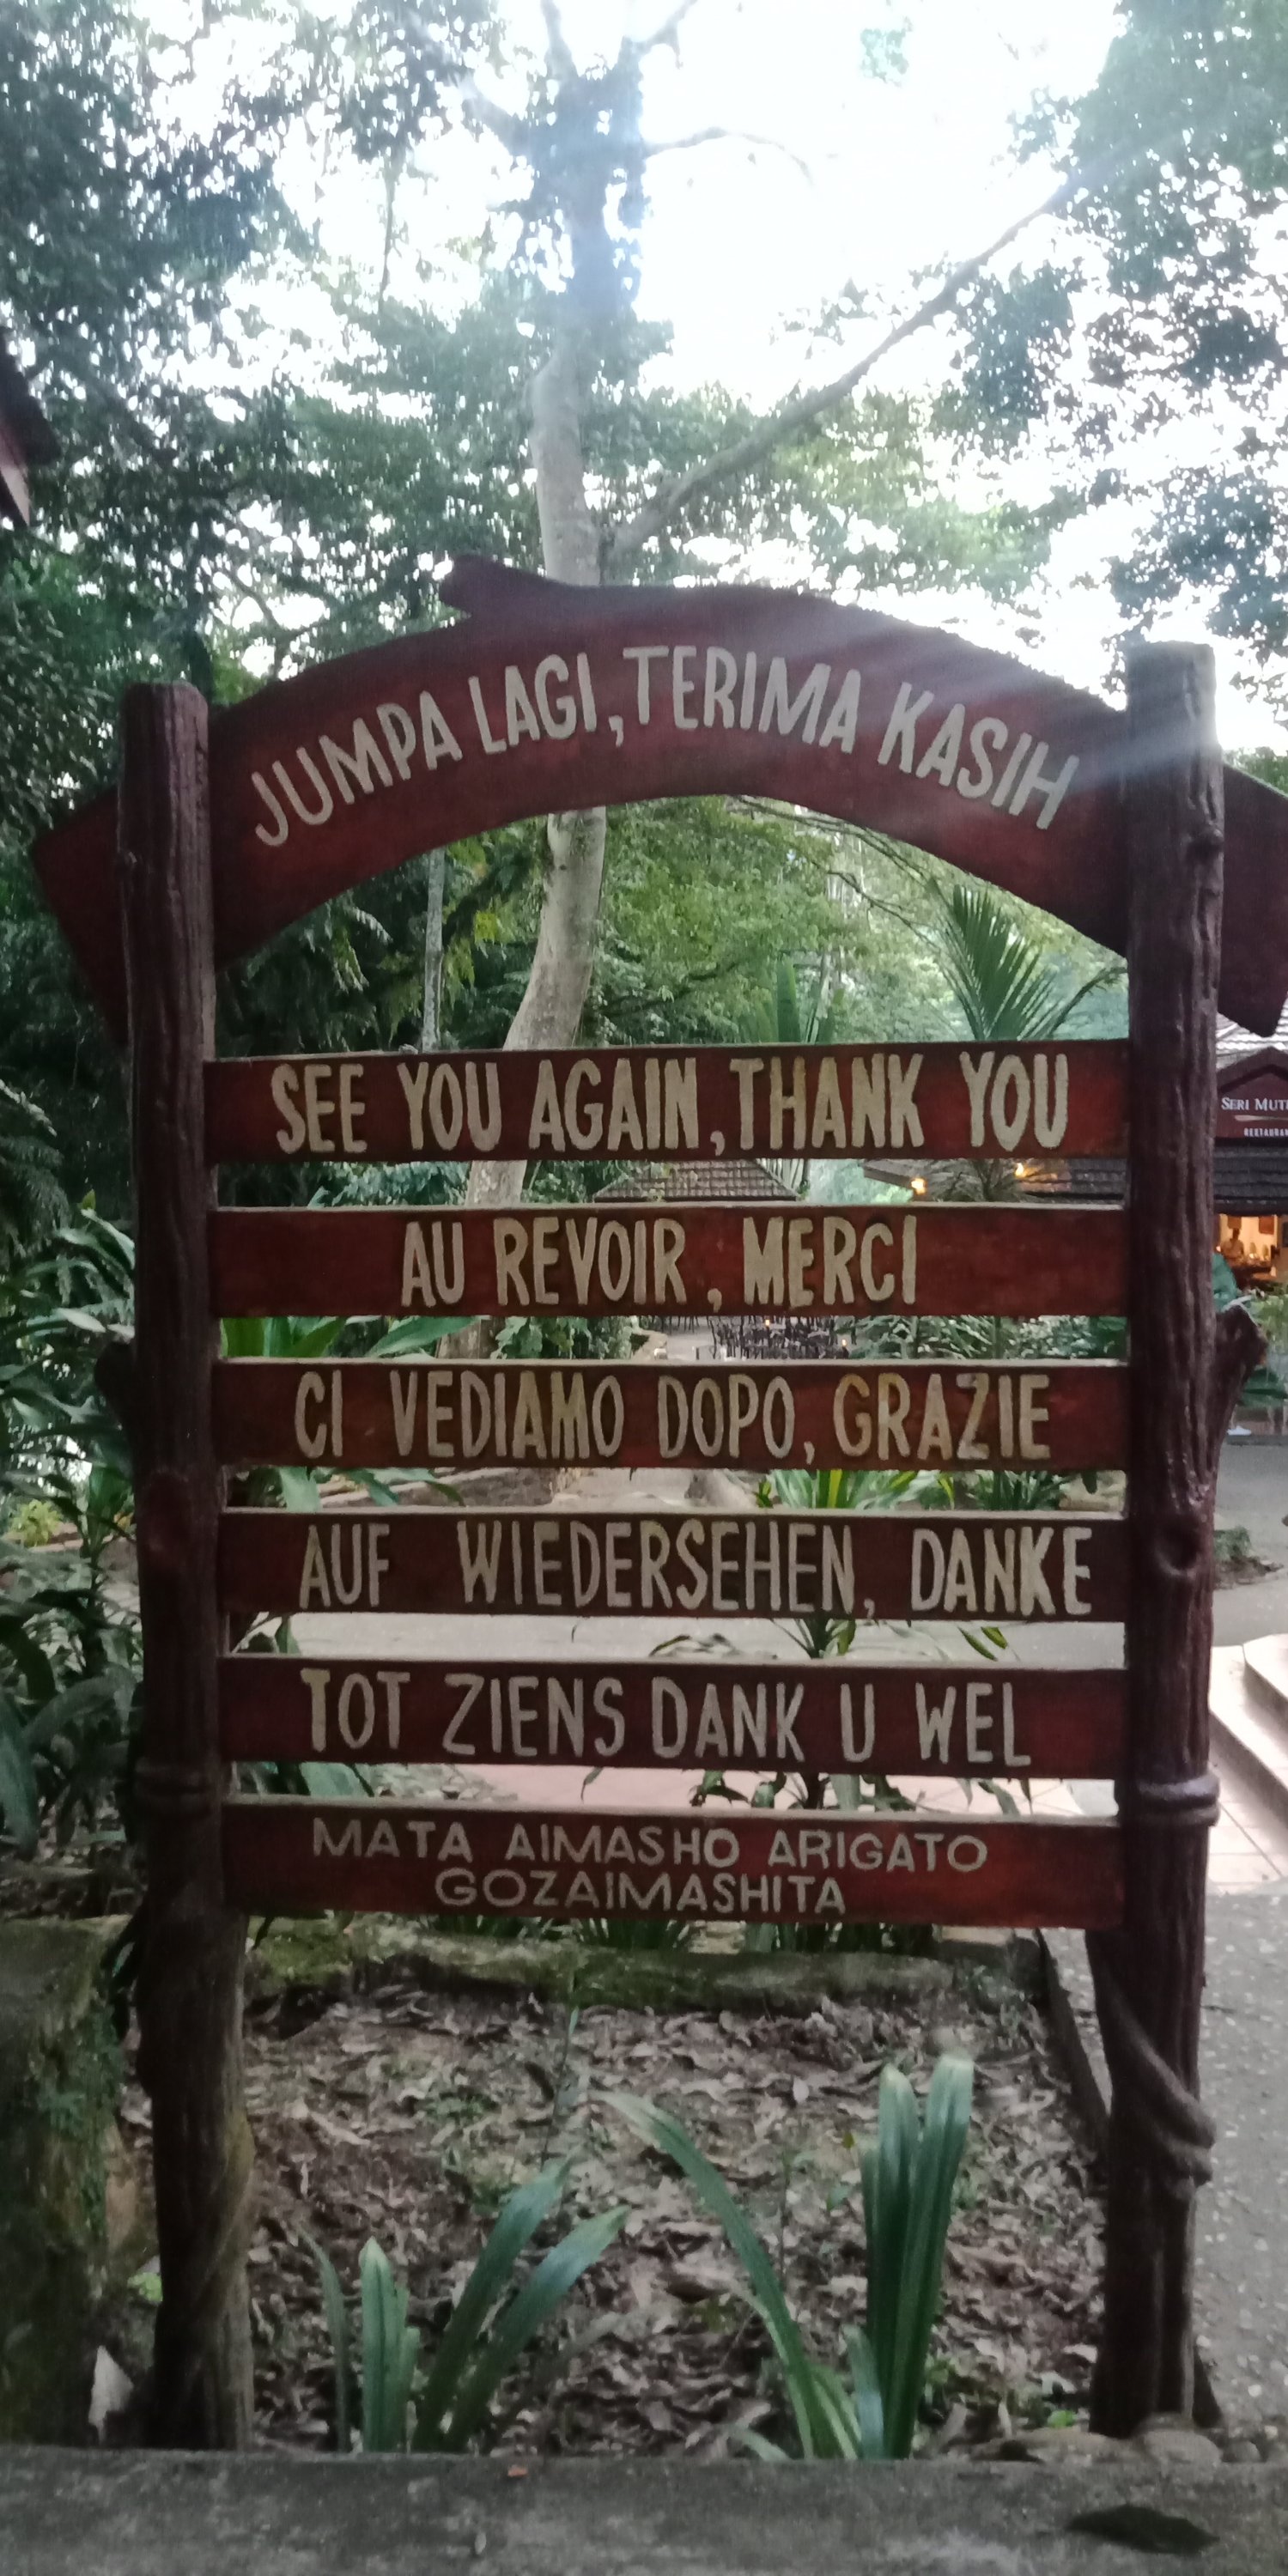 JUMPA LAGI, TERIMA KASIH
SEE YOU AGAIN, THANK YOU
SERI
AU REVOIR, MERCI
CI VEDIAMO DOPO, GRAZIE
AUF WIEDERSEHEN, DANKE
TOT ZIENS DANK U WEL
MATA AIMASHO ARIGATO
GOZAIMASHITA